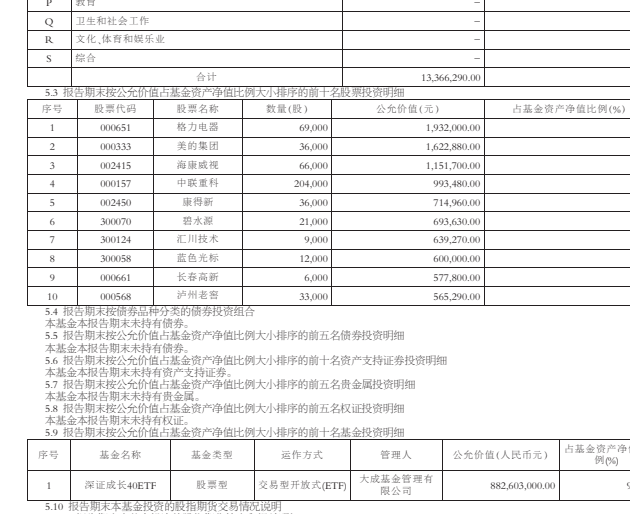 P 教育 –
Q 卫生和社会工作 –
R 文化、体育和娱乐业 –
S 综合 –
合计 13,366,290.00
5.3 报告期末按公允价值占基金资产净值比例大小排序的前十名股票投资明细
序号 股票代码 股票名称 数量(股) 公允价值(元) 占基金资产净值比例(%)
1 000651 格力电器 69,000 1,932,000.00
2 000333 美的集团 36,000 1,622,880.00
3 002415 海康威视 66,000 1,151,700.00
4 000157 中联重科 204,000 993,480.00
5 002450 康得新 36,000 714,960.00
6 300070 碧水源 21,000 693,630.00
7 300124 汇川技术 9,000 639,270.00
8 300058 蓝色光标 12,000 600,000.00
9 000661 长春高新 6,000 577,800.00
10 000568 泸州老窖 33,000 565,290.00
5.4 报告期末按债券品种分类的债券投资组合
本基金本报告期末未持有债券。
5.5 报告期末按公允价值占基金资产净值比例大小排序的前五名债券投资明细
本基金本报告期末未持有债券。
5.6 报告期末按公允价值占基金资产净值比例大小排序的前十名资产支持证券投资明细
本基金本报告期末未持有资产支持证券。
5.7 报告期末按公允价值占基金资产净值比例大小排序的前五名贵金属投资明细
本基金本报告期末未持有贵金属。
5.8 报告期末按公允价值占基金资产净值比例大小排序的前五名权证投资明细
本基金本报告期末未持有权证。
5.9 报告期末按公允价值占基金资产净值比例大小排序的前十名基金投资明细
序号 基金名称 基金类型 运作方式 管理人 公允价值(人民币元) 占基金资产净
例(%)
1 深证成长40ETF 股票型 交易型开放式(ETF) 大成基金管理有 882,603,000.00
限公司
5.10 报告期末本基金投资的股指期货交易情况说明